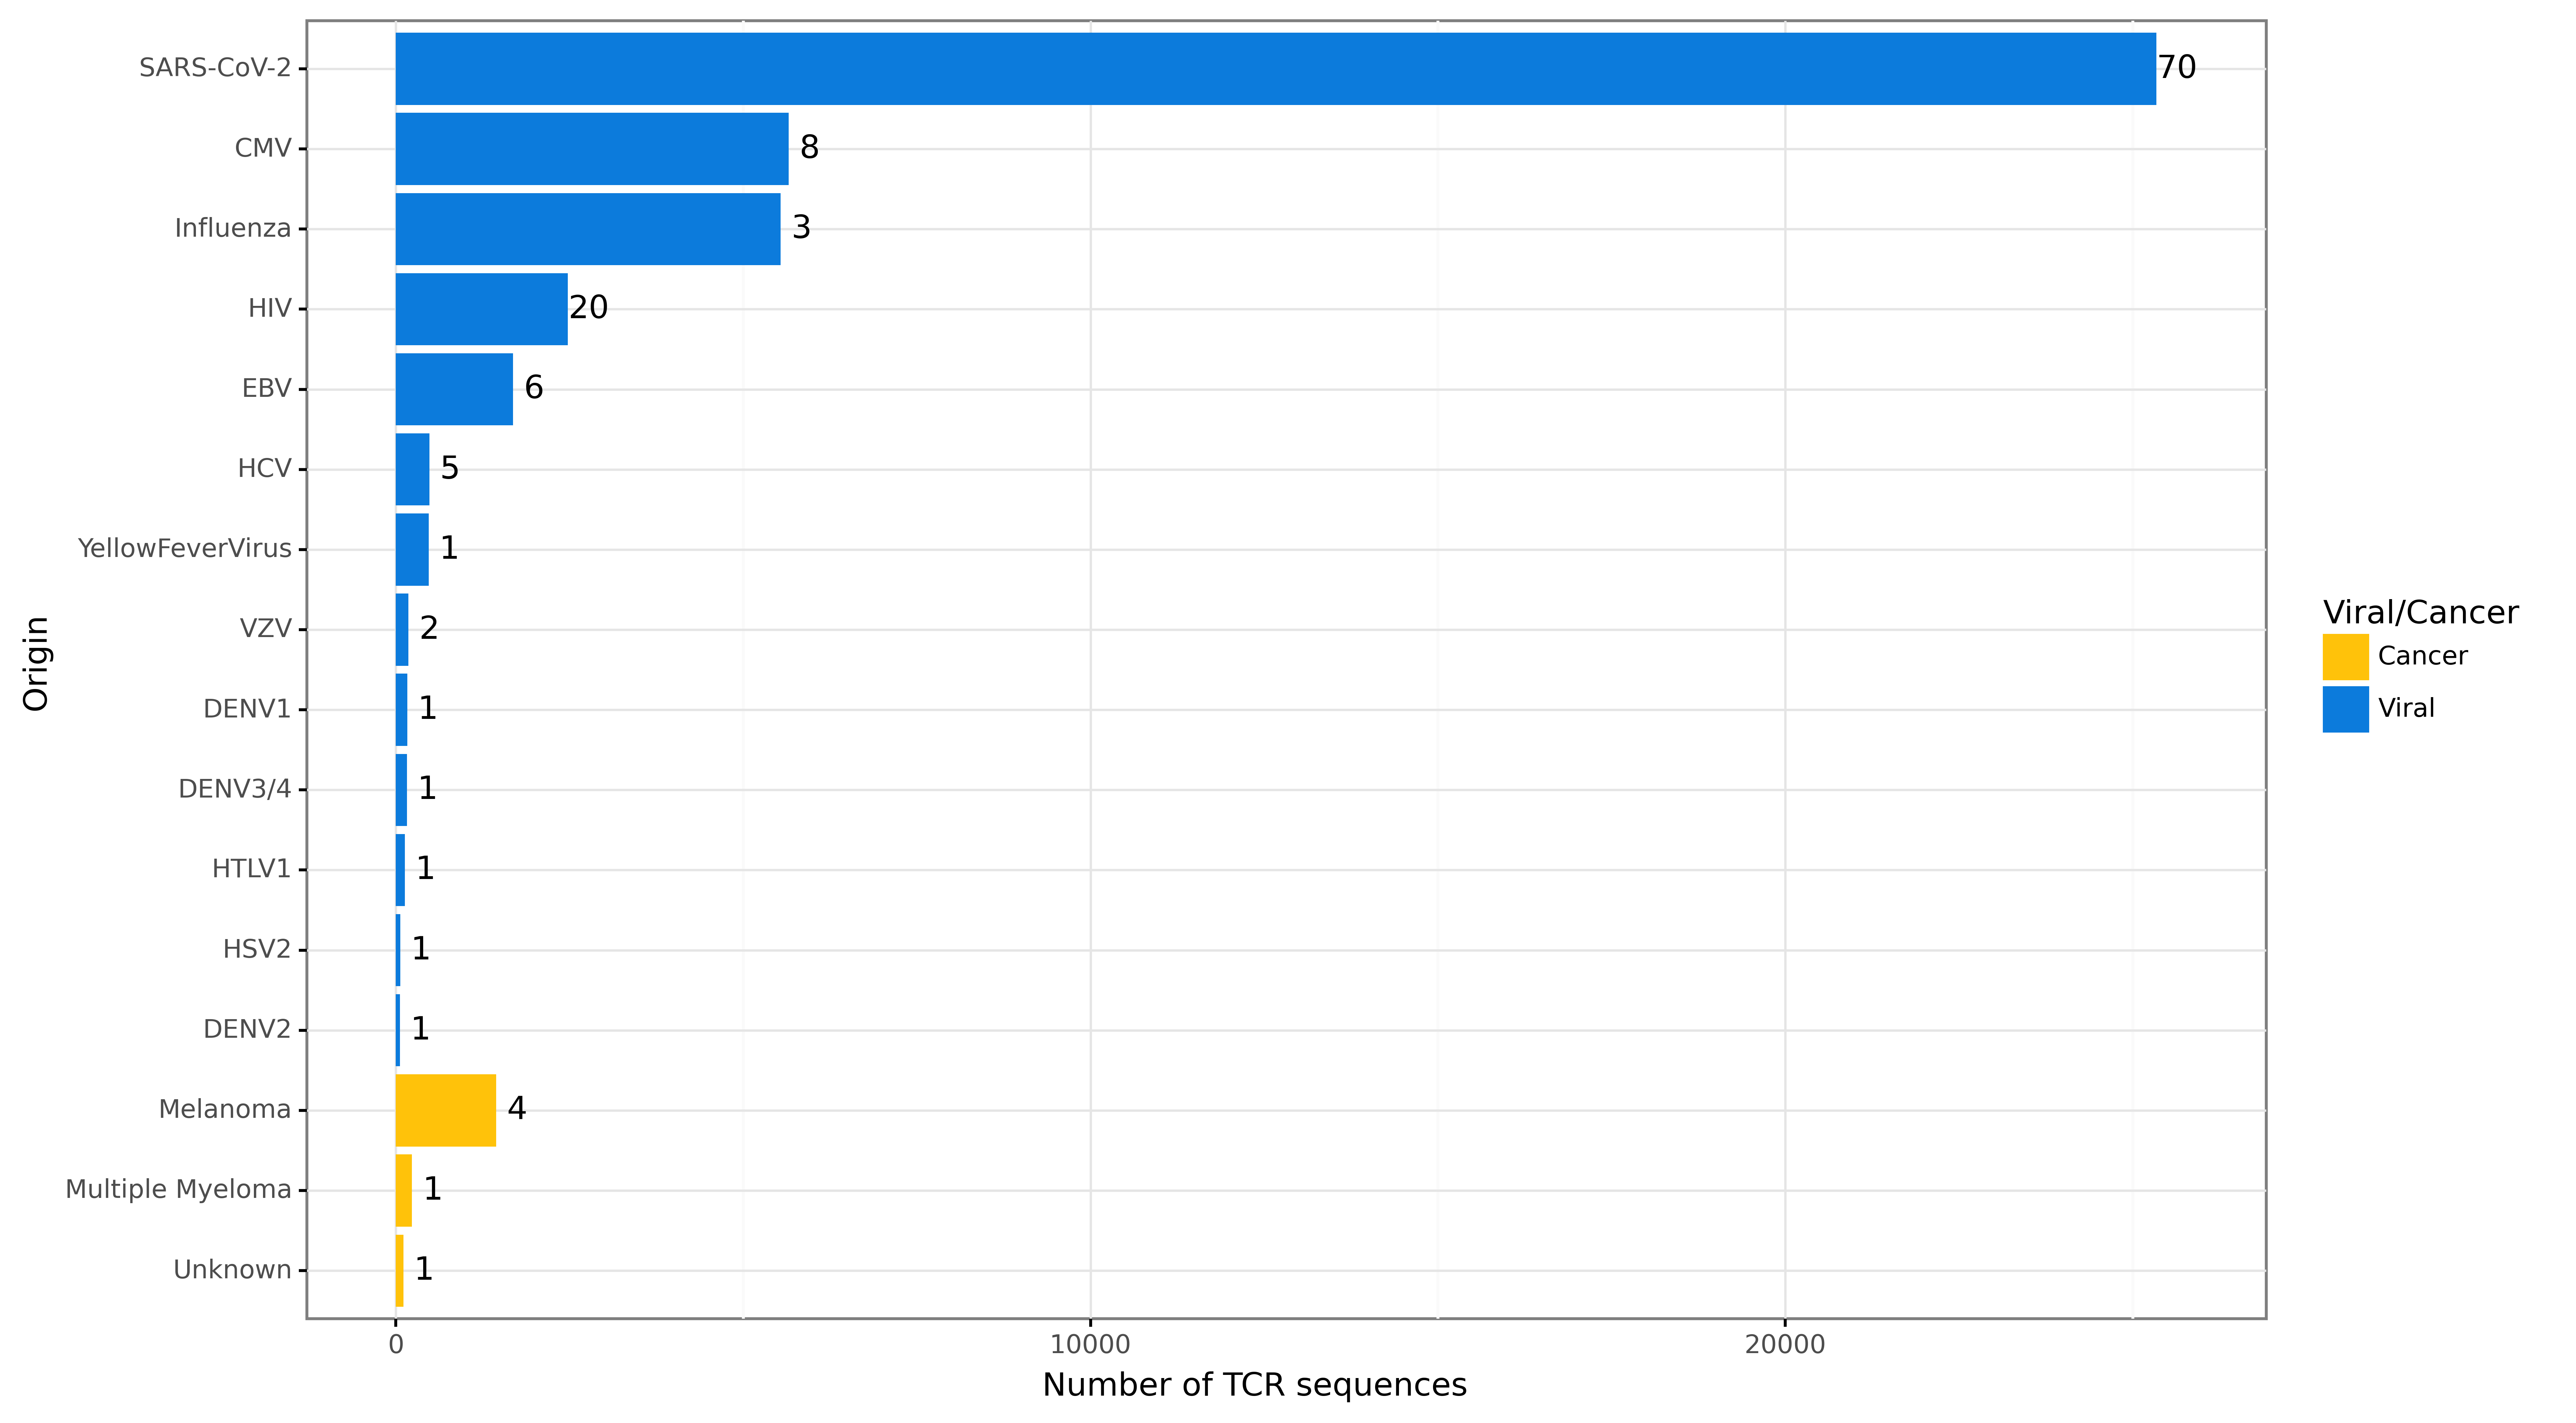 SARS-CoV-2 70
CMV 8
Influenza 3
HIV 20
EBV 6
HCV 5
YellowFeverVirus 1
VZV 2
DENV1 1
DENV3/4 1
HTLV1 1
HSV2 1
DENV2 1
Melanoma 4
Multiple Myeloma 1
Unknown 1
0 10000 20000
Number of TCR sequences
Origin
Viral/Cancer
Cancer
Viral